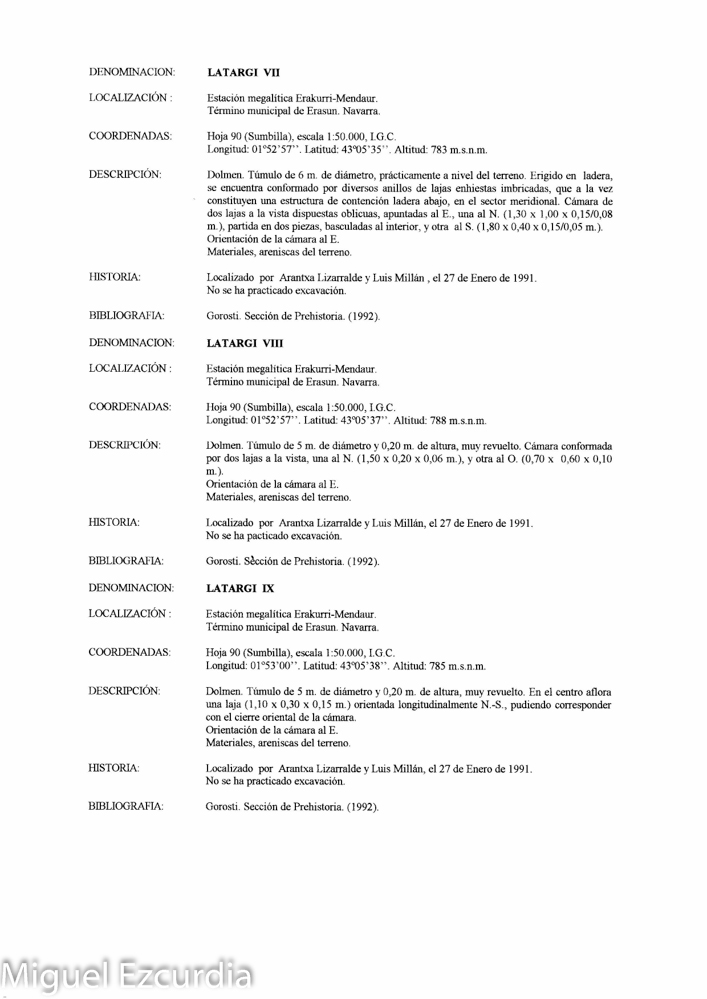 DENOMINACION: LATARGI VII
LOCALIZACIÓN : Estación megalítica Erakurri-Mendaur.
Término municipal de Erasun. Navarra.
COORDENADAS: Hoja 90 (Sumbilla), escala 1:50.000, I.G.C.
Longitud: 01º52'57''. Latitud: 43º05'35''. Altitud: 783 m.s.n.m.
DESCRIPCIÓN: Dolmen. Túmulo de 6 m. de diámetro, prácticamente a nivel del terreno. Erigido en ladera,
se encuentra conformado por diversos anillos de lajas enhiestas imbricadas, que a la vez
constituyen una estructura de contención ladera abajo, en el sector meridional. Cámara de
dos lajas a la vista dispuestas oblicuas, apuntadas al E., una al N. (1,30 x 1,00 x 0,15/0,08
m.), partida en dos piezas, basculadas al interior, y otra al S. (1,80 x 0,40 x 0,15/0,05 m.).
Orientación de la cámara al E.
Materiales, areniscas del terreno.
HISTORIA: Localizado por Arantxa Lizarralde y Luis Millán , el 27 de Enero de 1991.
No se ha practicado excavación.
BIBLIOGRAFIA: Gorosti. Sección de Prehistoria. (1992).
DENOMINACION: LATARGI VIII
LOCALIZACIÓN : Estación megalítica Erakurri-Mendaur.
Término municipal de Erasun. Navarra.
COORDENADAS: Hoja 90 (Sumbilla), escala 1:50.000, I.G.C.
Longitud: 01º52'57''. Latitud: 43º05'37''. Altitud: 788 m.s.n.m.
DESCRIPCIÓN: Dolmen. Túmulo de 5 m. de diámetro y 0,20 m. de altura, muy revuelto. Cámara conformada
por dos lajas a la vista, una al N. (1,50 x 0,20 x 0,06 m.), y otra al O. (0,70 x 0,60 x 0,10
m.).
Orientación de la cámara al E.
Materiales, areniscas del terreno.
HISTORIA: Localizado por Arantxa Lizarralde y Luis Millán, el 27 de Enero de 1991.
No se ha pacticado excavación.
BIBLIOGRAFIA: Gorosti. Sección de Prehistoria. (1992).
DENOMINACION: LATARGI IX
LOCALIZACIÓN : Estación megalítica Erakurri-Mendaur.
Término municipal de Erasun. Navarra.
COORDENADAS: Hoja 90 (Sumbilla), escala 1:50.000, I.G.C.
Longitud: 01º53'00''. Latitud: 43º05'38''. Altitud: 785 m.s.n.m.
DESCRIPCIÓN: Dolmen. Túmulo de 5 m. de diámetro y 0,20 m. de altura, muy revuelto. En el centro aflora
una laja (1,10 x 0,30 x 0,15 m.) orientada longitudinalmente N.-S., pudiendo corresponder
con el cierre oriental de la cámara.
Orientación de la cámara al E.
Materiales, areniscas del terreno.
HISTORIA: Localizado por Arantxa Lizarralde y Luis Millán, el 27 de Enero de 1991.
No se ha practicado excavación.
BIBLIOGRAFIA: Gorosti. Sección de Prehistoria. (1992).
Miguel Ezcurdia